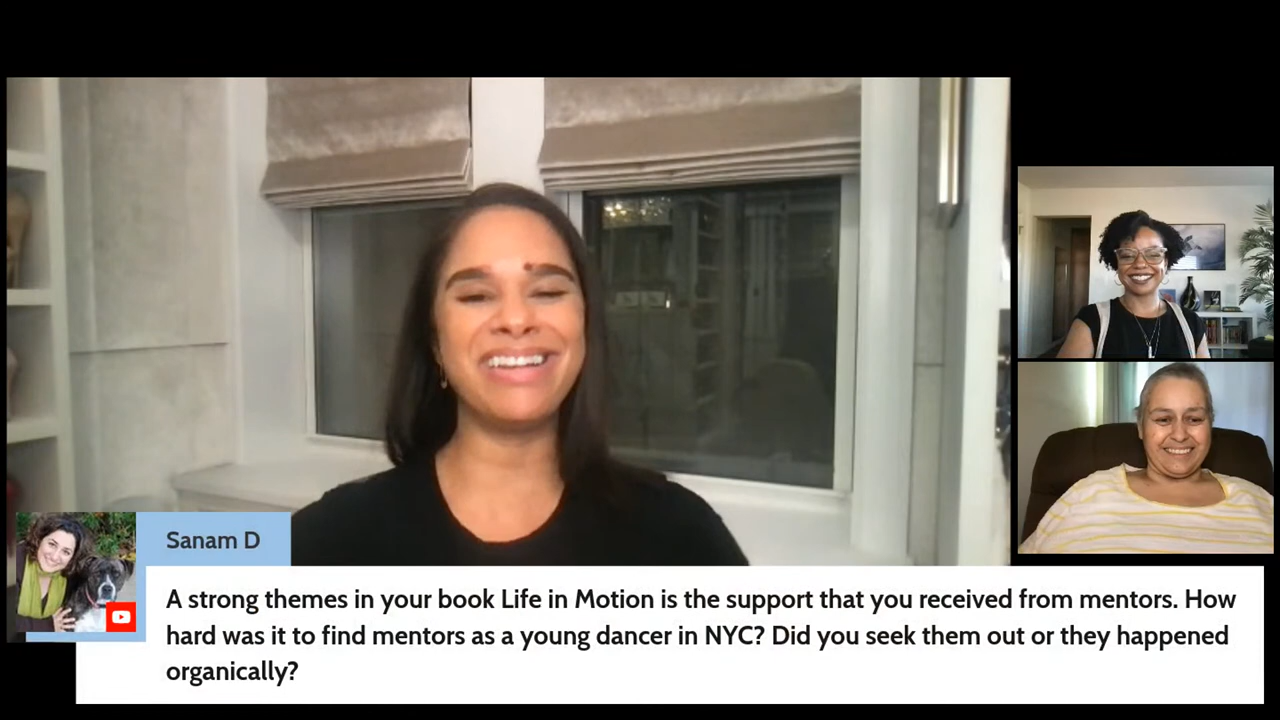 Sanam D
A strong themes in your book Life in Motion is the support that you received from mentors. How
hard was it to find mentors as a young dancer in NYC? Did you seek them out or they happened
organically?